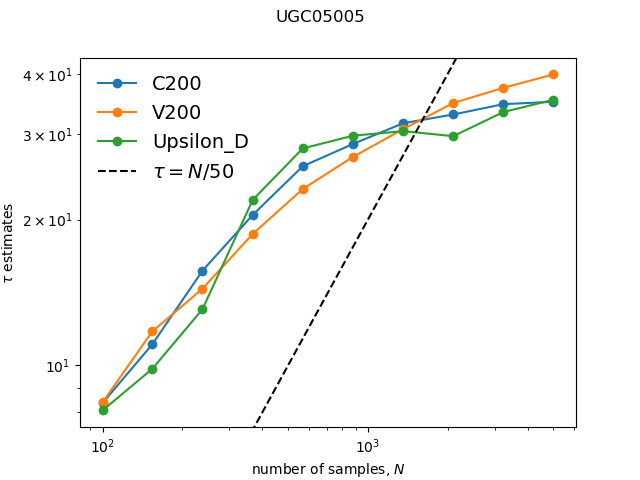 UGC05005
C200
V200
Upsilon_D
τ = N/50
4 × 10¹
3 × 10¹
2 × 10¹
10¹
τ estimates
10² 10³
number of samples, N